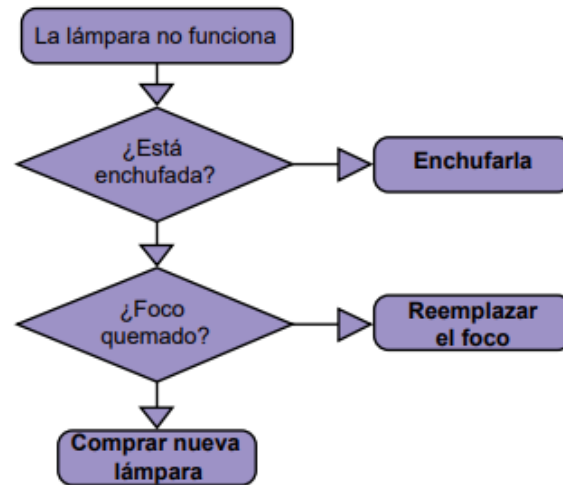 La lámpara no funciona
¿Está
enchufada?
Enchufarla
¿Foco
quemado?
Reemplazar
el foco
Comprar nueva
lámpara